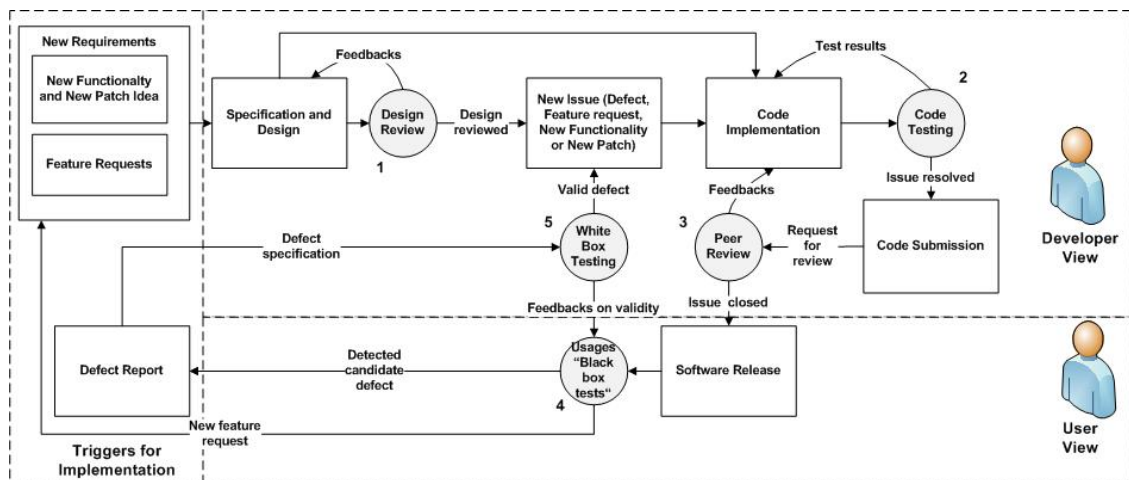 New Requirements
New Functionalty
and New Patch Idea
Feature Requests
Feedbacks
Specification and
Design
Design
Review
1
Design
reviewed
New Issue (Defect,
Feature request,
New Functionality
or New Patch)
Code
Implementation
Test results
2
Code
Testing
Issue resolved
Code Submission
Request
for
review
3
Peer
Review
Feedbacks
Issue closed
Valid defect
5
White
Box
Testing
Defect
specification
Feedbacks on validity
Developer
View
Defect Report
Detected
candidate
defect
Usages
"Black
box
tests"
4
Software Release
New feature
request
Triggers for
Implementation
User
View